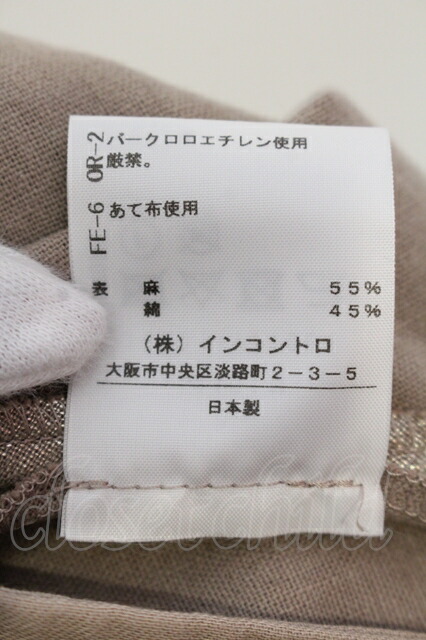 OR-2
パークロロエチレン使用
厳禁。
FE-6
あて布使用
表 麻 55%
綿 45%
(株)インコントロ
大阪市中央区淡路町2-3-5
日本製
closet child